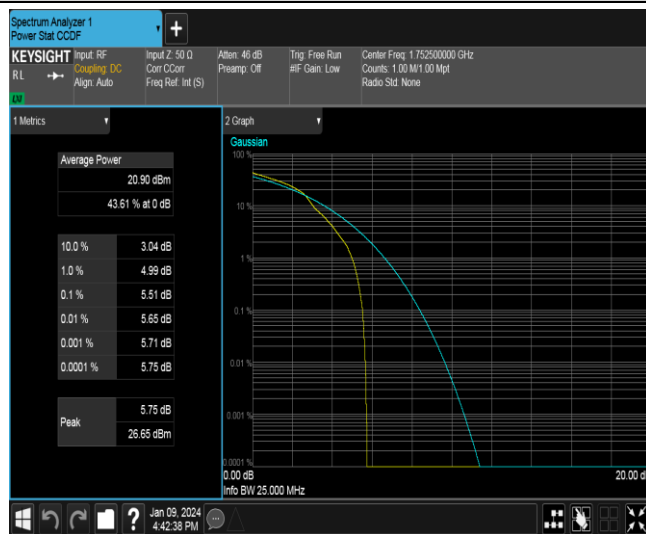 Spectrum Analyzer 1
Power Stat CCDF
+
KEYSIGHT
RL
Input: RF
Coupling: DC
Align: Auto
Input Z: 50 Ω
Corr CCorr
Freq Ref: Int (S)
Atten: 46 dB
Preamp: Off
Trig: Free Run
#IF Gain: Low
Center Freq: 1.752500000 GHz
Counts: 1.00 M/1.00 Mpt
Radio Std: None
1 Metrics
Average Power
20.90 dBm
43.61 % at 0 dB
10.0 % 3.04 dB
1.0 % 4.99 dB
0.1 % 5.51 dB
0.01 % 5.65 dB
0.001 % 5.71 dB
0.0001 % 5.75 dB
Peak
5.75 dB
26.65 dBm
2 Graph
Gaussian
100 %
10 %
1 %
0.1 %
0.01 %
0.001 %
0.0001 %
0.00 dB
20.00 d
Info BW 25.000 MHz
?
Jan 09, 2024
4:42:38 PM